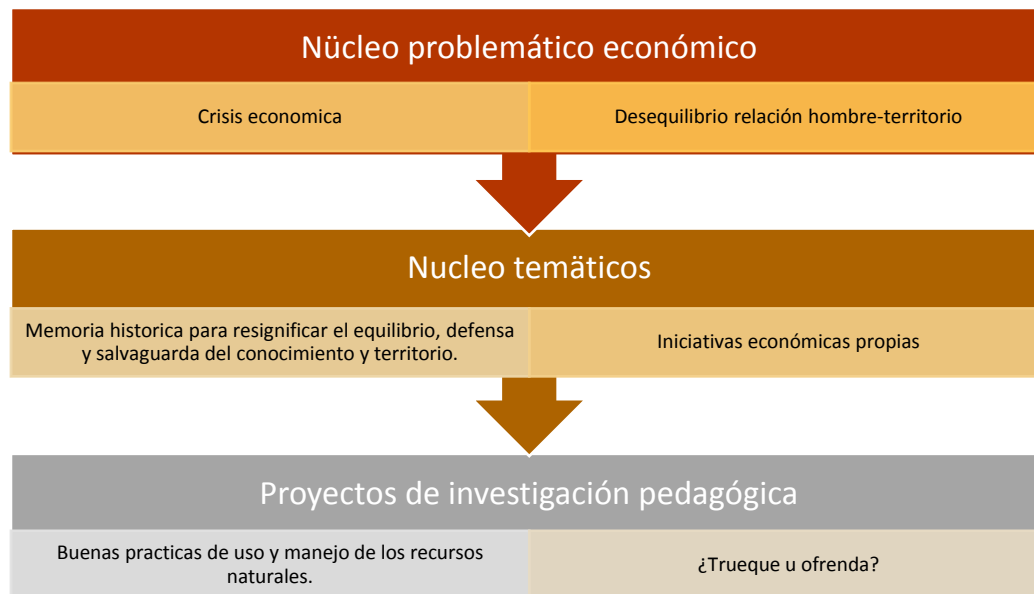 Nücleo problemático económico
Crisis economica
Desequilibrio relación hombre-territorio
Nucleo temäticos
Memoria historica para resignificar el equilibrio, defensa
y salvaguarda del conocimiento y territorio.
Iniciativas económicas propias
Proyectos de investigación pedagógica
Buenas practicas de uso y manejo de los recursos
naturales.
¿Trueque u ofrenda?